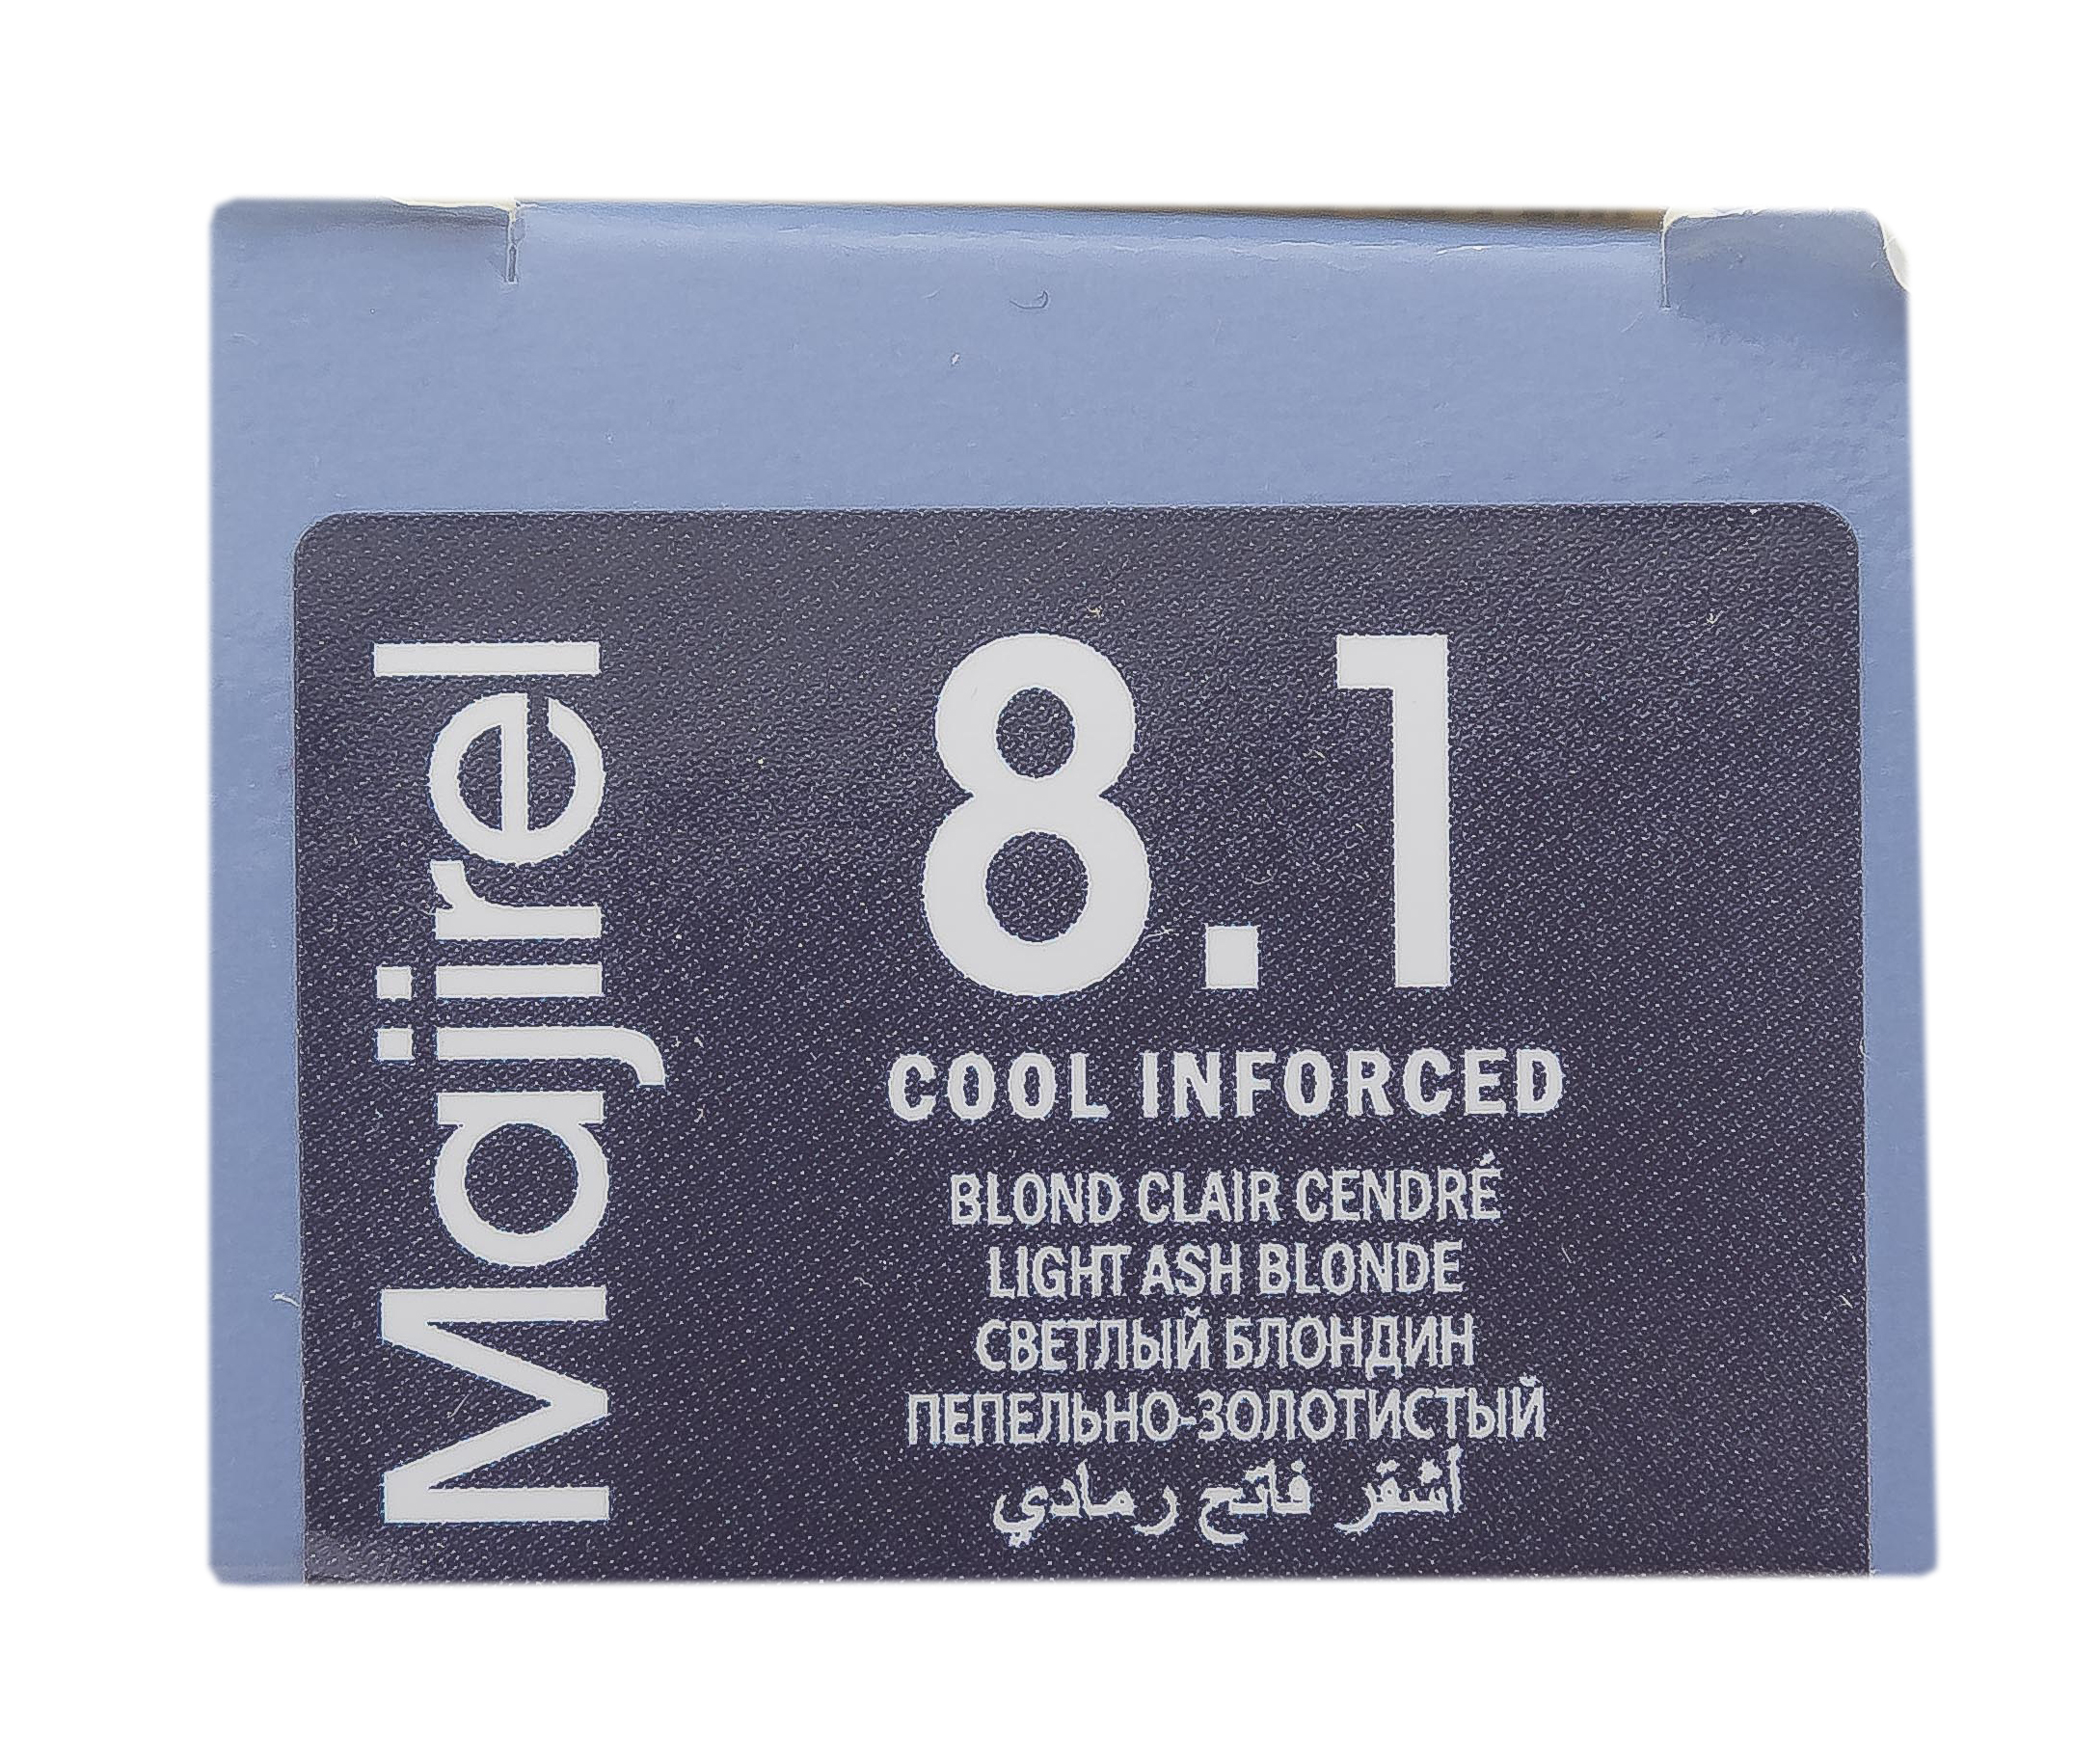 Majirel
8.1
COOL INFORCED
BLOND CLAIR CENDRÉ
LIGHT ASH BLONDE
СВЕТЛЫЙ БЛОНДИН
ПЕПЕЛЬНО-ЗОЛОТИСТЫЙ
أشقر فاتح رمادي